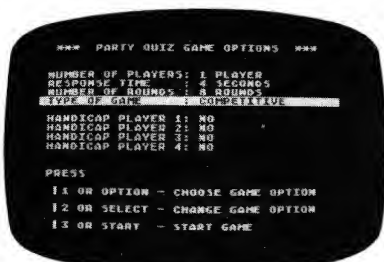 *** PARTY QUIZ GAME OPTIONS ***
NUMBER OF PLAYERS: 1 PLAYER
RESPONSE TIME : 4 SECONDS
NUMBER OF ROUNDS: 8 ROUNDS
TYPE OF GAME : COMPETITIVE
HANDICAP PLAYER 1: NO
HANDICAP PLAYER 2: NO
HANDICAP PLAYER 3: NO
HANDICAP PLAYER 4: NO
PRESS
1 OR OPTION - CHOOSE GAME OPTION
2 OR SELECT - CHANGE GAME OPTION
3 OR START - START GAME